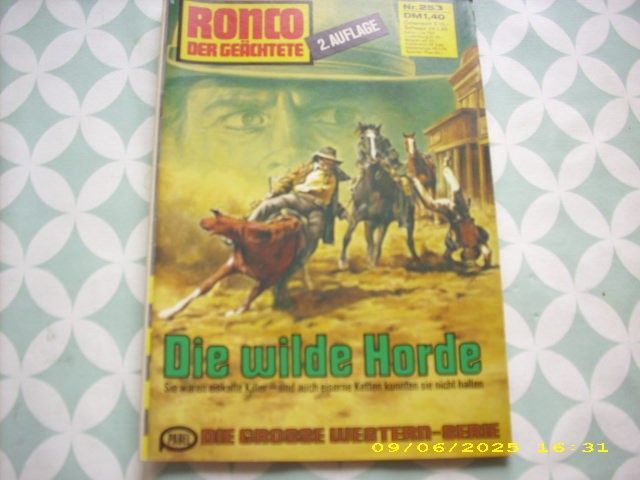 RONCO
DER GEÄCHTETE
2. AUFLAGE
Nr. 253
DM 1,40
Die wilde Horde
Sie waren eiskalte Killer – und auch eiserne Ketten konnten sie nicht halten
PABEL
DIE GROSSE WESTERN-SERIE
09/06/2025 16:31